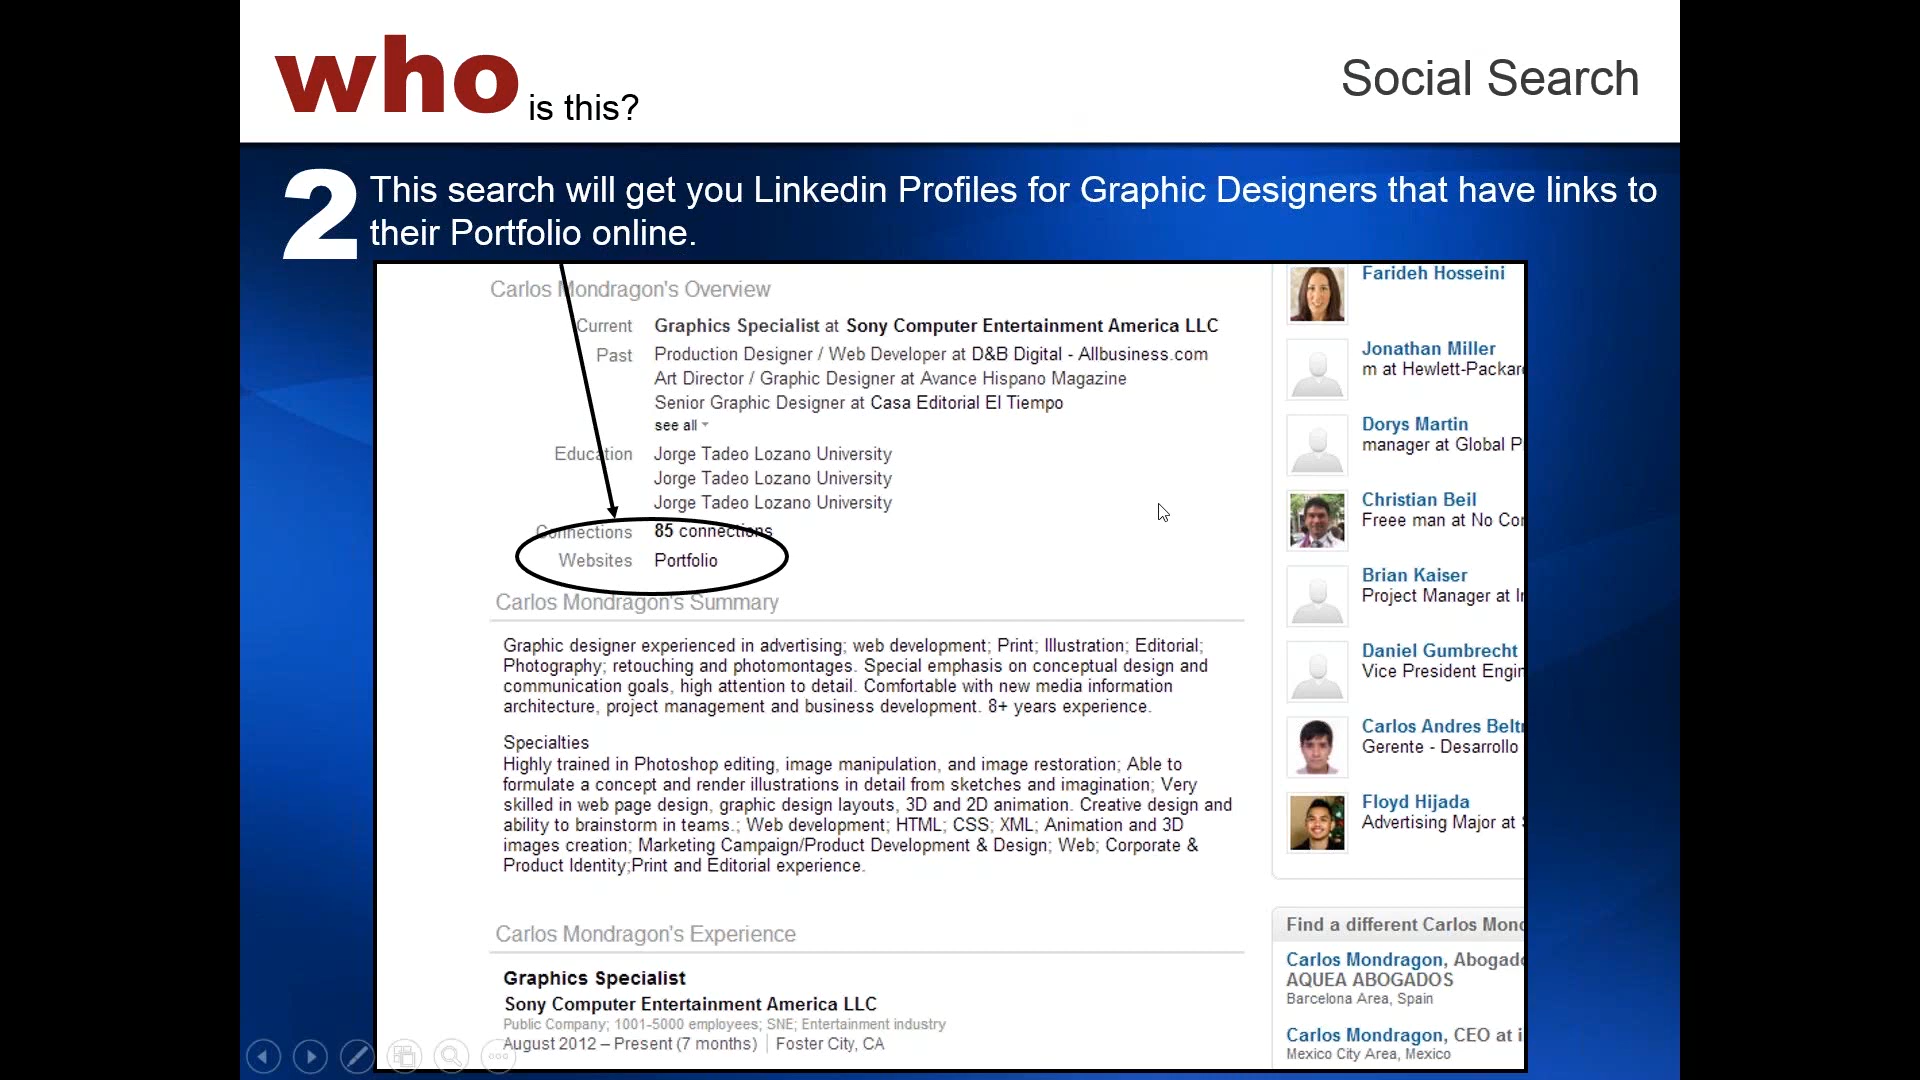 who is this?
Social Search
2
This search will get you Linkedin Profiles for Graphic Designers that have links to
their Portfolio online.
Carlos Mondragon's Overview
Current Graphics Specialist at Sony Computer Entertainment America LLC
Past Production Designer / Web Developer at D&B Digital - Allbusiness.com
Art Director / Graphic Designer at Avance Hispano Magazine
Senior Graphic Designer at Casa Editorial El Tiempo
see all
Education Jorge Tadeo Lozano University
Jorge Tadeo Lozano University
Jorge Tadeo Lozano University
Connections 85 connections
Websites Portfolio
Carlos Mondragon's Summary
Graphic designer experienced in advertising; web development; Print; Illustration; Editorial;
Photography; retouching and photomontages. Special emphasis on conceptual design and
communication goals, high attention to detail. Comfortable with new media information
architecture, project management and business development. 8+ years experience.
Specialties
Highly trained in Photoshop editing, image manipulation, and image restoration; Able to
formulate a concept and render illustrations in detail from sketches and imagination; Very
skilled in web page design, graphic design layouts, 3D and 2D animation. Creative design and
ability to brainstorm in teams.; Web development; HTML; CSS; XML; Animation and 3D
images creation; Marketing Campaign/Product Development & Design; Web; Corporate &
Product Identity;Print and Editorial experience.
Carlos Mondragon's Experience
Graphics Specialist
Sony Computer Entertainment America LLC
Public Company; 1001-5000 employees; SNE; Entertainment industry
August 2012 – Present (7 months) | Foster City, CA
Farideh Hosseini
Jonathan Miller
m at Hewlett-Packar
Dorys Martin
manager at Global P
Christian Beil
Freee man at No Cor
Brian Kaiser
Project Manager at I
Daniel Gumbrecht
Vice President Engin
Carlos Andres Belt
Gerente - Desarrollo
Floyd Hijada
Advertising Major at
Find a different Carlos Mon
Carlos Mondragon, Abogad
AQUEA ABOGADOS
Barcelona Area, Spain
Carlos Mondragon, CEO at i
Mexico City Area, Mexico